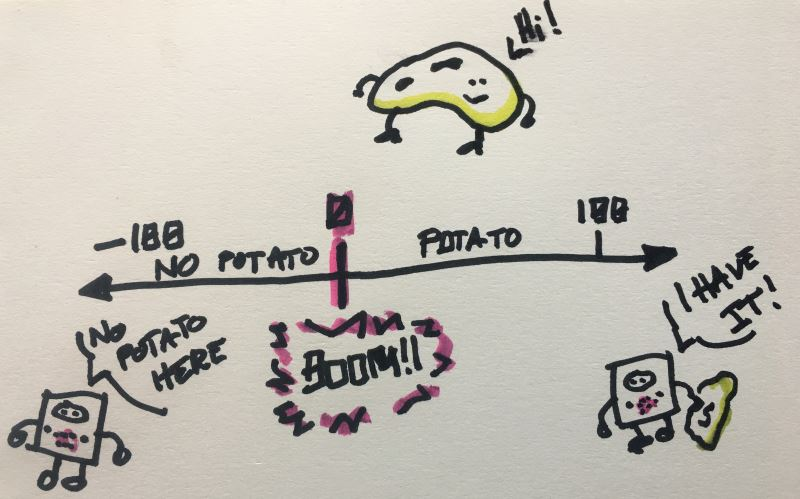 Hi!
-100
0
100
NO POTATO
POTATO
NO
POTATO
HERE
BOOM!!
I HAVE
IT!